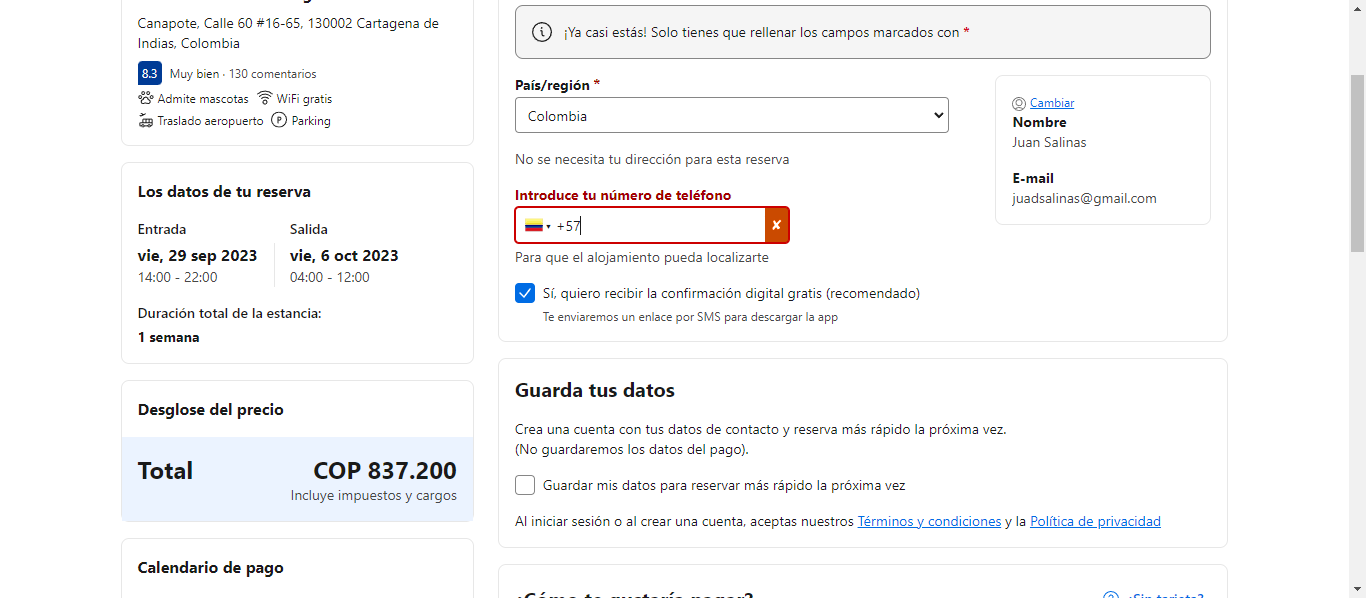 Canapote, Calle 60 #16-65, 130002 Cartagena de
Indias, Colombia
8.3 Muy bien · 130 comentarios
Admite mascotas WiFi gratis
Traslado aeropuerto P Parking
Los datos de tu reserva
Entrada
vie, 29 sep 2023
14:00 - 22:00
Salida
vie, 6 oct 2023
04:00 - 12:00
Duración total de la estancia:
1 semana
Desglose del precio
Total COP 837.200
Incluye impuestos y cargos
Calendario de pago
¡Ya casi estás! Solo tienes que rellenar los campos marcados con *
País/región *
Colombia
No se necesita tu dirección para esta reserva
Introduce tu número de teléfono
+57
Para que el alojamiento pueda localizarte
Sí, quiero recibir la confirmación digital gratis (recomendado)
Te enviaremos un enlace por SMS para descargar la app
Cambiar
Nombre
Juan Salinas
E-mail
juadsalinas@gmail.com
Guarda tus datos
Crea una cuenta con tus datos de contacto y reserva más rápido la próxima vez.
(No guardaremos los datos del pago).
Guardar mis datos para reservar más rápido la próxima vez
Al iniciar sesión o al crear una cuenta, aceptas nuestros Términos y condiciones y la Política de privacidad
¿Cómo te gustaría pagar? ¿Sin tarjeta?